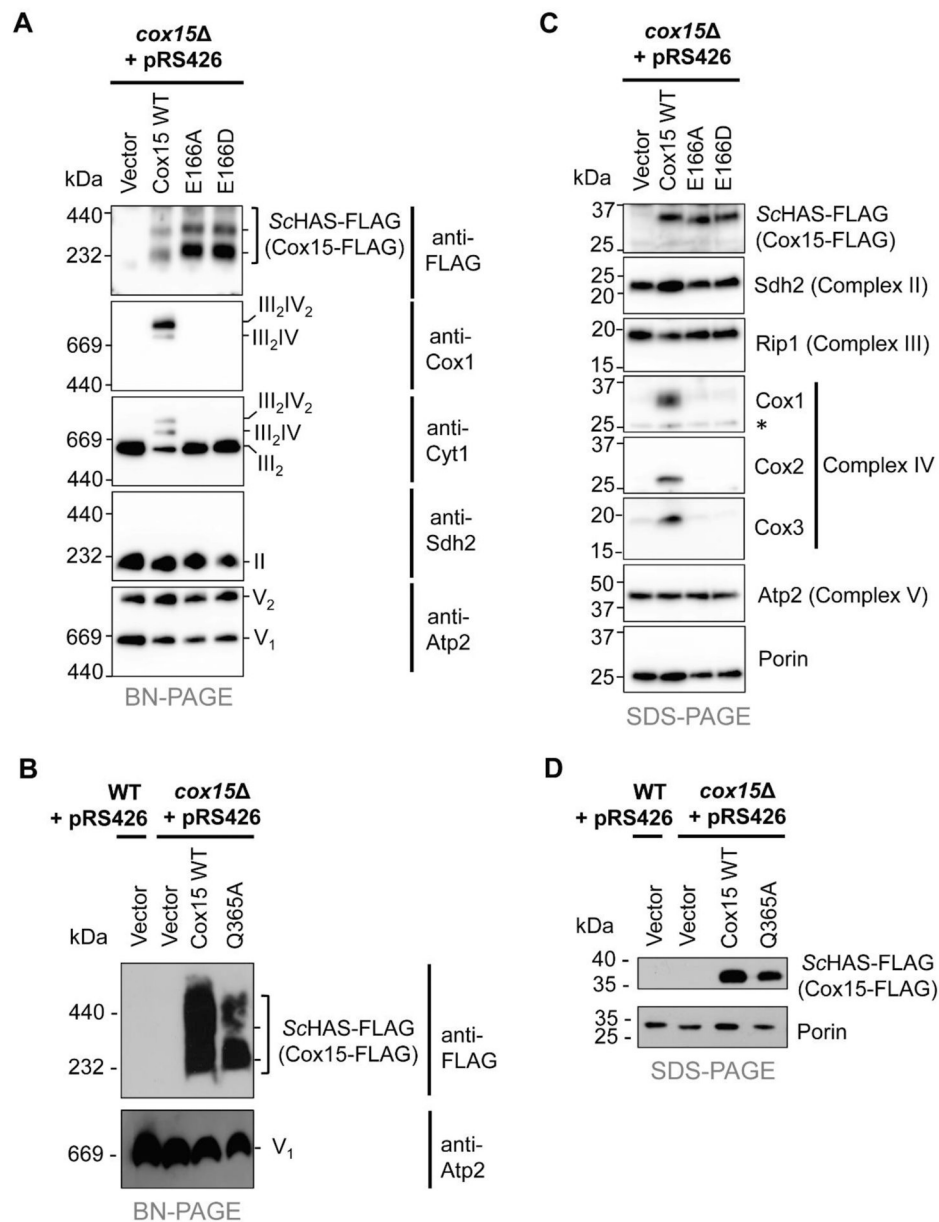 A
cox15Δ
+ pRS426
Vector
Cox15 WT
E166A
E166D
kDa
440
232
ScHAS-FLAG
(Cox15-FLAG)
anti-
FLAG
669
440
III2IV2
III2IV
anti-
Cox1
669
440
III2IV2
III2IV
III2
anti-
Cyt1
440
232
II
anti-
Sdh2
669
440
V2
V1
anti-
Atp2
BN-PAGE
B
WT
+ pRS426
cox15Δ
+ pRS426
Vector
Vector
Cox15 WT
Q365A
kDa
440
232
ScHAS-FLAG
(Cox15-FLAG)
anti-
FLAG
669
V1
anti-
Atp2
BN-PAGE
C
cox15Δ
+ pRS426
Vector
Cox15 WT
E166A
E166D
kDa
37
25
ScHAS-FLAG
(Cox15-FLAG)
25
20
Sdh2 (Complex II)
20
15
Rip1 (Complex III)
37
25
Cox1
*
37
25
Cox2
Complex IV
20
15
Cox3
50
37
Atp2 (Complex V)
37
25
Porin
SDS-PAGE
D
WT
+ pRS426
cox15Δ
+ pRS426
Vector
Vector
Cox15 WT
Q365A
kDa
40
35
ScHAS-FLAG
(Cox15-FLAG)
35
25
Porin
SDS-PAGE